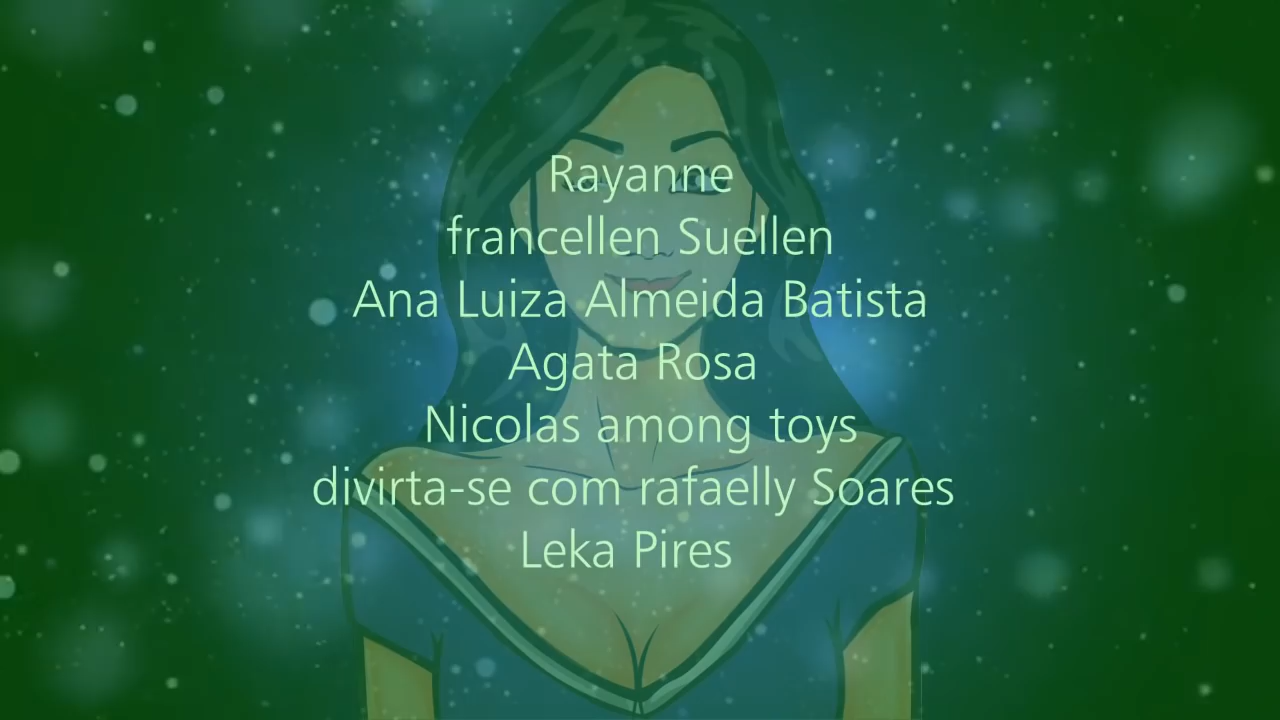 Rayanne
francellen Suellen
Ana Luiza Almeida Batista
Agata Rosa
Nicolas among toys
divirta-se com rafaelly Soares
Leka Pires